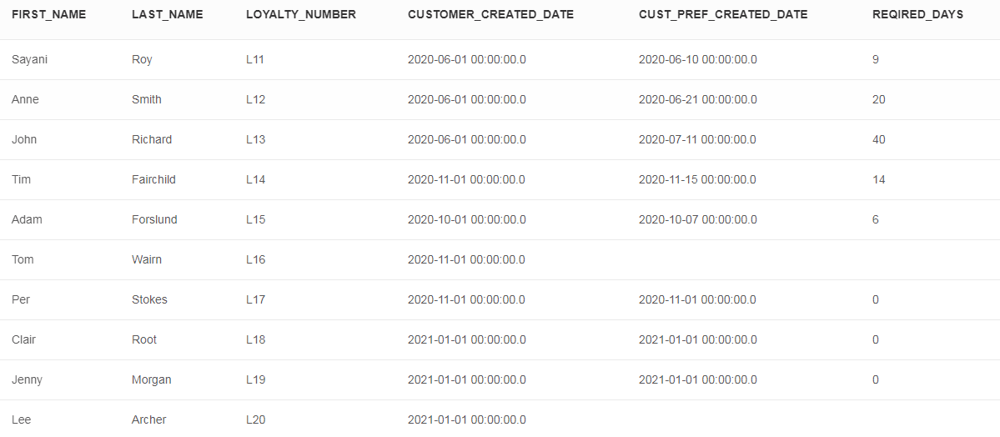 FIRST_NAME LAST_NAME LOYALTY_NUMBER CUSTOMER_CREATED_DATE CUST_PREF_CREATED_DATE REQIRED_DAYS
Sayani Roy L11 2020-06-01 00:00:00.0 2020-06-10 00:00:00.0 9
Anne Smith L12 2020-06-01 00:00:00.0 2020-06-21 00:00:00.0 20
John Richard L13 2020-06-01 00:00:00.0 2020-07-11 00:00:00.0 40
Tim Fairchild L14 2020-11-01 00:00:00.0 2020-11-15 00:00:00.0 14
Adam Forslund L15 2020-10-01 00:00:00.0 2020-10-07 00:00:00.0 6
Tom Wairn L16 2020-11-01 00:00:00.0
Per Stokes L17 2020-11-01 00:00:00.0 2020-11-01 00:00:00.0 0
Clair Root L18 2021-01-01 00:00:00.0 2021-01-01 00:00:00.0 0
Jenny Morgan L19 2021-01-01 00:00:00.0 2021-01-01 00:00:00.0 0
Lee Archer L20 2021-01-01 00:00:00.0